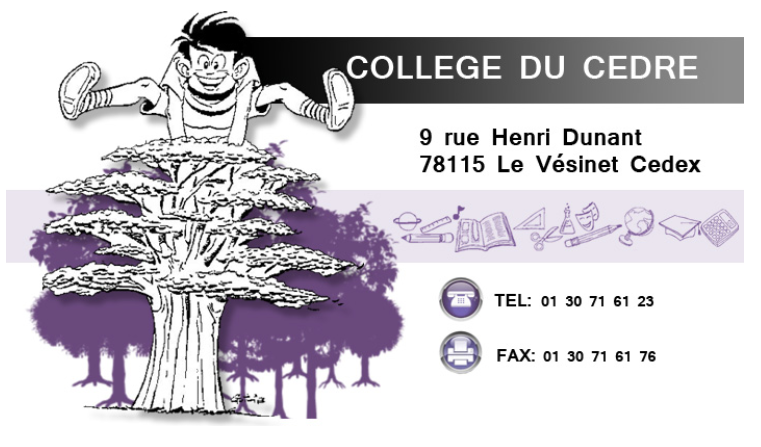 COLLEGE DU CEDRE
9 rue Henri Dunant
78115 Le Vésinet Cedex
TEL: 01 30 71 61 23
FAX: 01 30 71 61 76